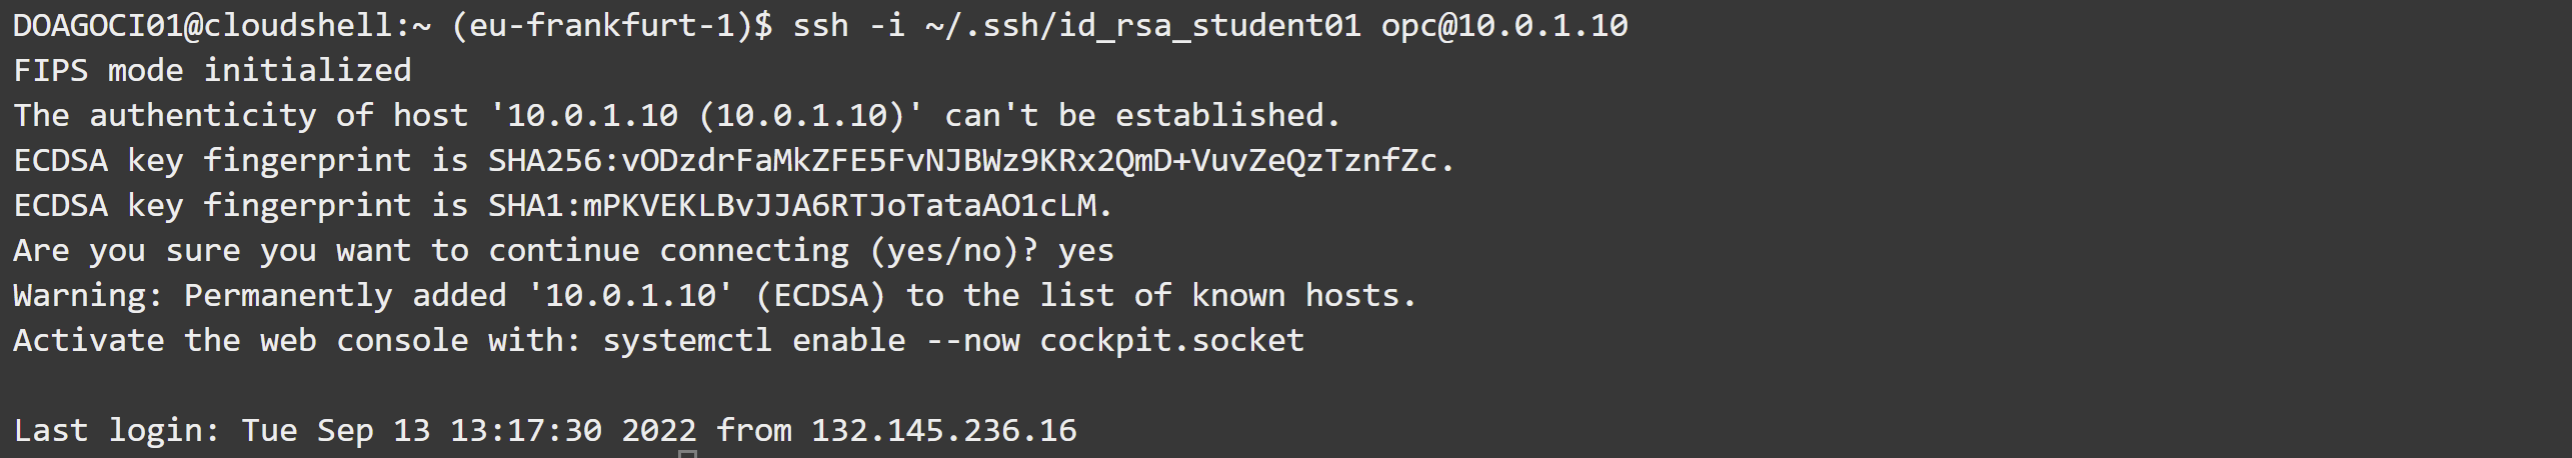 DOAGOCI01@cloudshell:~ (eu-frankfurt-1)$ ssh -i ~/.ssh/id_rsa_student01 opc@10.0.1.10
FIPS mode initialized
The authenticity of host '10.0.1.10 (10.0.1.10)' can't be established.
ECDSA key fingerprint is SHA256:vODzdrFaMkZFE5FvNJBWz9KRx2QmD+VuvZeQzTznfZc.
ECDSA key fingerprint is SHA1:mPKVEKLBvJJA6RTJoTataAO1cLM.
Are you sure you want to continue connecting (yes/no)? yes
Warning: Permanently added '10.0.1.10' (ECDSA) to the list of known hosts.
Activate the web console with: systemctl enable --now cockpit.socket
Last login: Tue Sep 13 13:17:30 2022 from 132.145.236.16